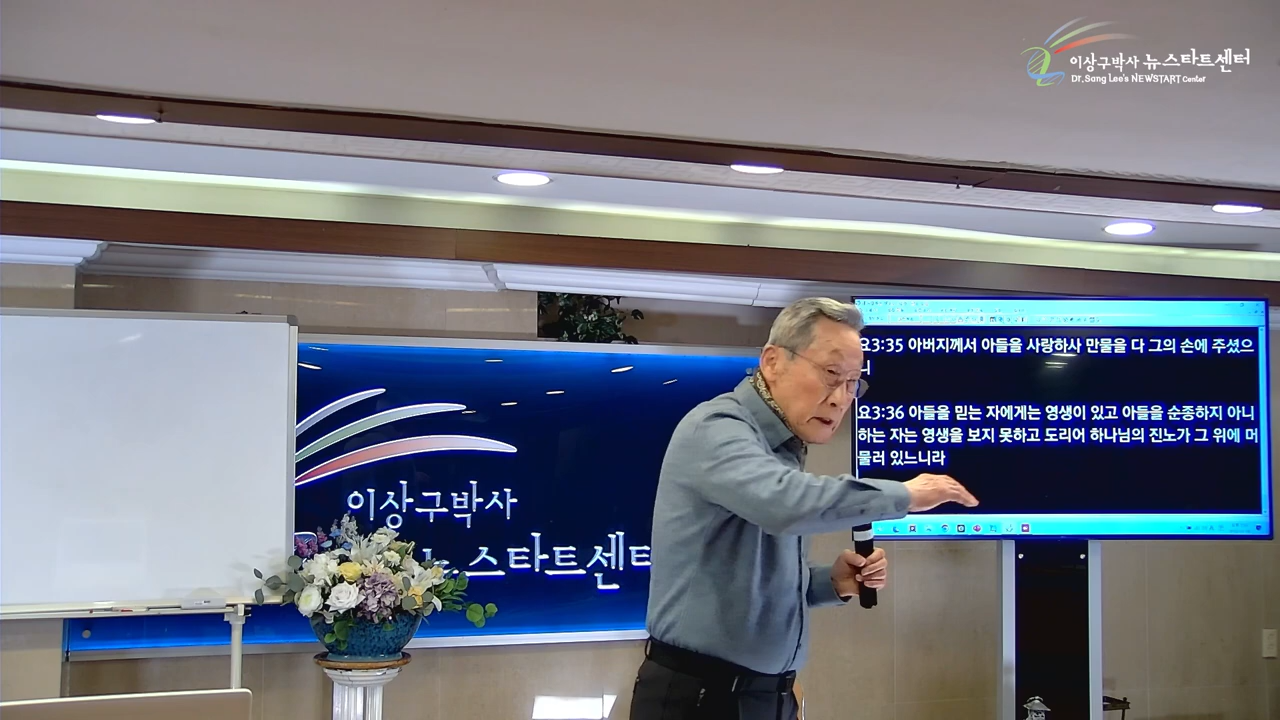 이상구박사 뉴스타트센터
Dr. Sang Lee's NEWSTART Center
요3:35 아버지께서 아들을 사랑하사 만물을 다 그의 손에 주셨으
니
요3:36 아들을 믿는 자에게는 영생이 있고 아들을 순종하지 아니
하는 자는 영생을 보지 못하고 도리어 하나님의 진노가 그 위에 머
물러 있느니라
이상구박사
뉴스타트센터